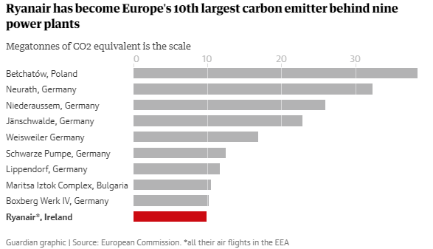 Ryanair has become Europe's 10th largest carbon emitter behind nine
power plants
Megatonnes of CO2 equivalent is the scale
0 10 20 30
Bełchatów, Poland
Neurath, Germany
Niederaussem, Germany
Jänschwalde, Germany
Weisweiler Germany
Schwarze Pumpe, Germany
Lippendorf, Germany
Maritsa Iztok Complex, Bulgaria
Boxberg Werk IV, Germany
Ryanair*, Ireland
Guardian graphic | Source: European Commission. *all their air flights in the EEA